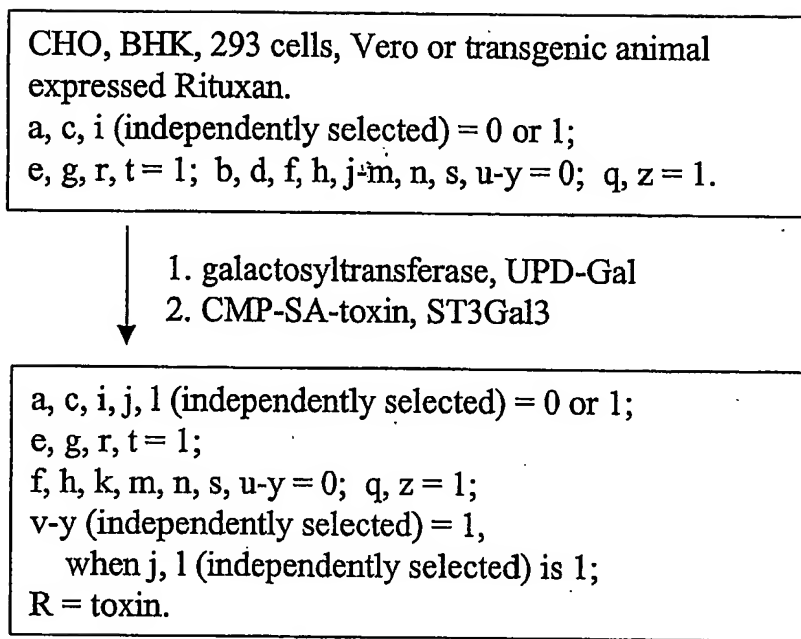 CHO, BHK, 293 cells, Vero or transgenic animal
expressed Rituxan.
a, c, i (independently selected) = 0 or 1;
e, g, r, t = 1; b, d, f, h, j-m, n, s, u-y = 0; q, z = 1.
1. galactosyltransferase, UPD-Gal
2. CMP-SA-toxin, ST3Gal3
a, c, i, j, l (independently selected) = 0 or 1;
e, g, r, t = 1;
f, h, k, m, n, s, u-y = 0; q, z = 1;
v-y (independently selected) = 1,
when j, l (independently selected) is 1;
R = toxin.